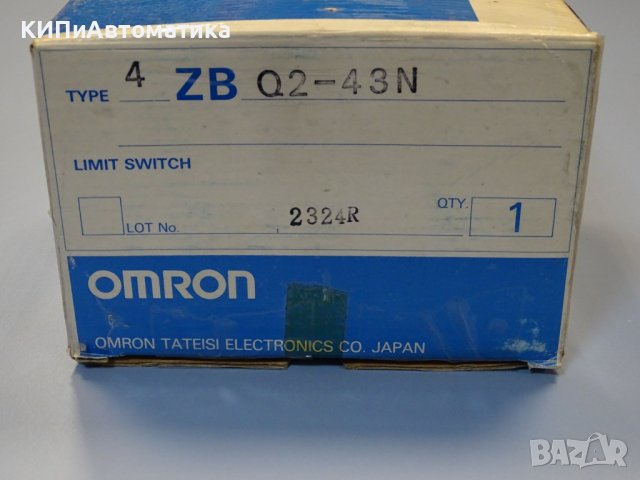 КИПиАвтоматика
TYPE 4 ZB Q2-43N
LIMIT SWITCH
LOT No. 2324R QTY. 1
OMRON
OMRON TATEISI ELECTRONICS CO. JAPAN
BAZAR